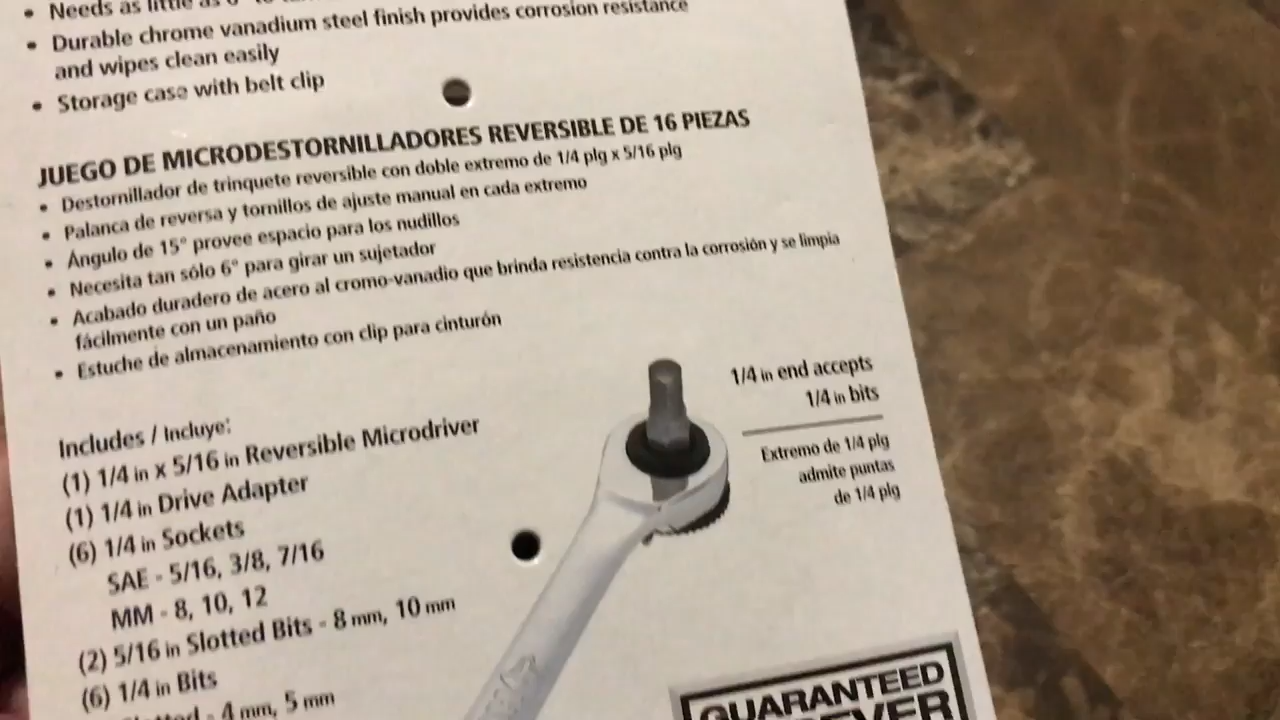 • Needs as little as 6° to
• Durable chrome vanadium steel finish provides corrosion resistance
and wipes clean easily
• Storage case with belt clip
JUEGO DE MICRODESTORNILLADORES REVERSIBLE DE 16 PIEZAS
• Destornillador de trinquete reversible con doble extremo de 1/4 plg x 5/16 plg
• Palanca de reversa y tornillos de ajuste manual en cada extremo
• Ángulo de 15° provee espacio para los nudillos
• Necesita tan sólo 6° para girar un sujetador
• Acabado duradero de acero al cromo-vanadio que brinda resistencia contra la corrosión y se limpia
fácilmente con un paño
• Estuche de almacenamiento con clip para cinturón
Includes / Incluye:
(1) 1/4 in x 5/16 in Reversible Microdriver
(1) 1/4 in Drive Adapter
(6) 1/4 in Sockets
SAE - 5/16, 3/8, 7/16
MM - 8, 10, 12
(2) 5/16 in Slotted Bits - 8 mm, 10 mm
(6) 1/4 in Bits
Slotted - 4 mm, 5 mm
1/4 in end accepts
1/4 in bits
Extremo de 1/4 plg
admite puntas
de 1/4 plg
GUARANTEED